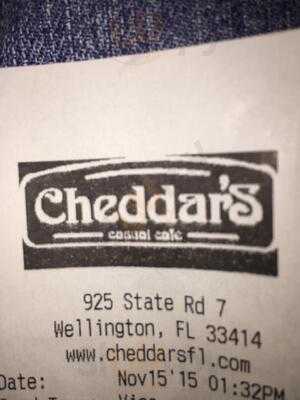 Cheddar's
casual cafe
925 State Rd 7
Wellington, FL 33414
www.cheddarsfl.com
Date: Nov15'15 01:32PM